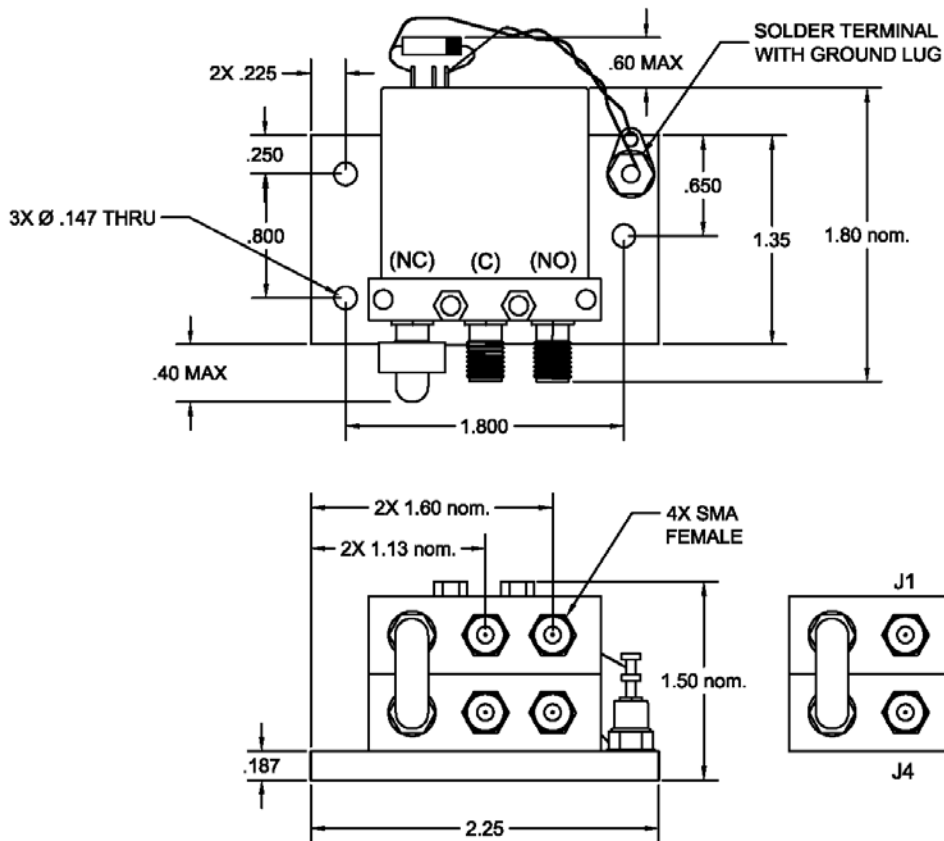 SOLDER TERMINAL
WITH GROUND LUG
.60 MAX
2X .225
.250
.650
3X Ø .147 THRU
.800
1.35
1.80 nom.
(NC) (C) (NO)
.40 MAX
1.800
2X 1.60 nom.
4X SMA
FEMALE
2X 1.13 nom.
J1
1.50 nom.
.187
J4
2.25